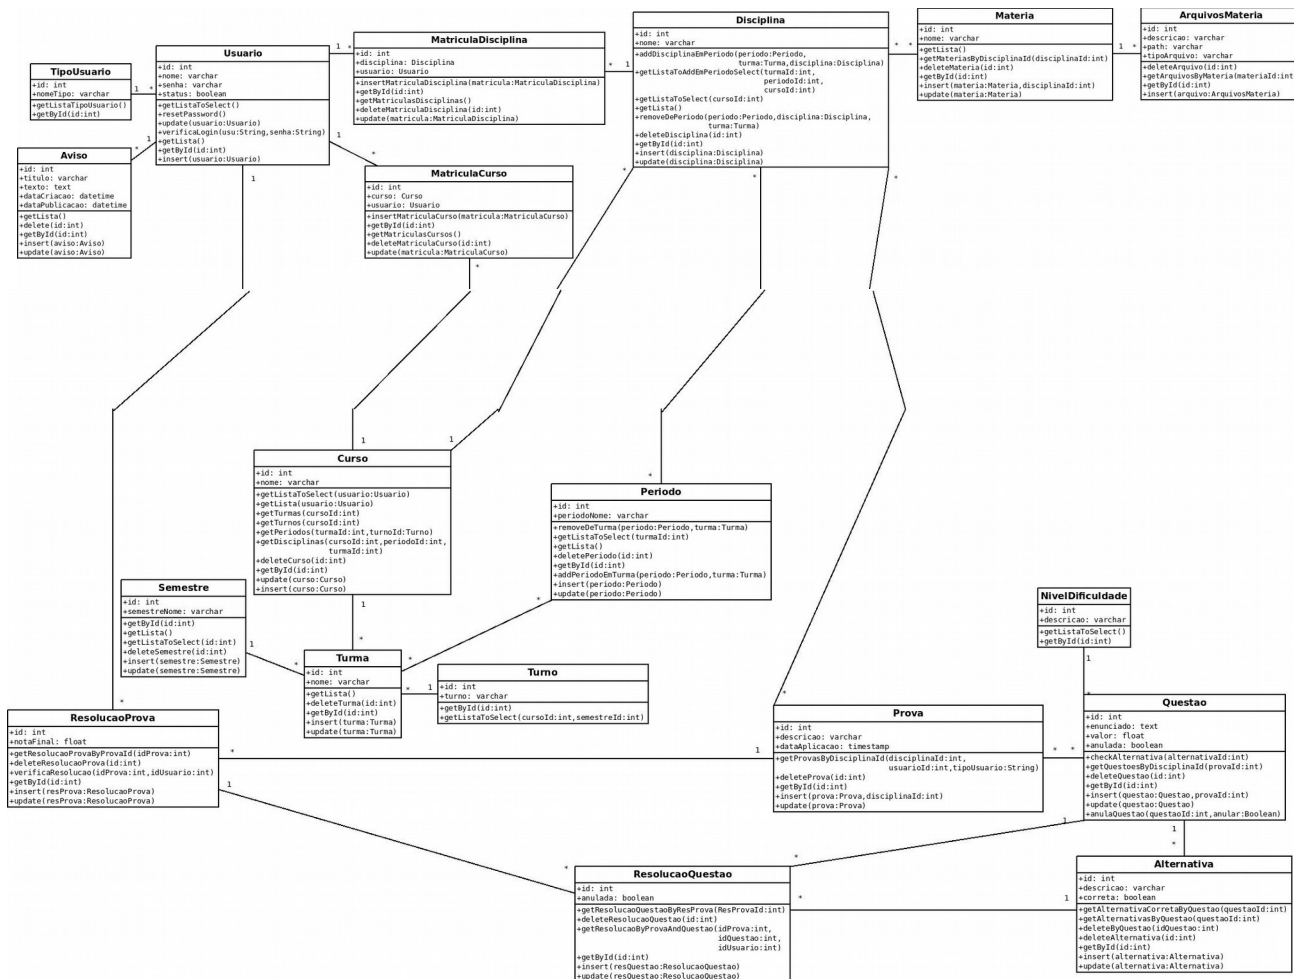 Usuario
+id: int
+nome: varchar
+senha: varchar
+status: boolean
+getListaToSelect()
+resetPassword()
+update(usuario:Usuario)
+verificaLogin(usu:String,senha:String)
+getLista()
+getById(id:int)
+insert(usuario:Usuario)
TipoUsuario
+id: int
+nomeTipo: varchar
+getListaTipoUsuario()
+getById(id:int)
1 *
Aviso
+id: int
+titulo: varchar
+texto: text
+dataCriacao: datetime
+dataPublicacao: datetime
+getLista()
+delete(id:int)
+getById(id:int)
+insert(aviso:Aviso)
+update(aviso:Aviso)
1
*
1 *
MatriculaDisciplina
+id: int
+disciplina: Disciplina
+usuario: Usuario
+insertMatriculaDisciplina(matricula:MatriculaDisciplina)
+getById(id:int)
+getMatriculasDisciplinas()
+deleteMatriculaDisciplina(id:int)
+update(matricula:MatriculaDisciplina)
* 1
1
*
MatriculaCurso
+id: int
+curso: Curso
+usuario: Usuario
+insertMatriculaCurso(matricula:MatriculaCurso)
+getById(id:int)
+getMatriculasCursos()
+deleteMatriculaCurso(id:int)
+update(matricula:MatriculaCurso)
1
*
Disciplina
+id: int
+nome: varchar
+addDisciplinaEmPeriodo(periodo:Periodo,
turma:Turma,disciplina:Disciplina)
+getListaToAddEmPeriodoSelect(turmaId:int,
periodoId:int,
cursoId:int)
+getListaToSelect(cursoId:int)
+getLista()
+removeDePeriodo(periodo:Periodo,disciplina:Disciplina,
turma:Turma)
+deleteDisciplina(id:int)
+getById(id:int)
+insert(disciplina:Disciplina)
+update(disciplina:Disciplina)
* *
* * *
Materia
+id: int
+nome: varchar
+getLista()
+getMateriasByDisciplinaId(disciplinaId:int)
+deleteMateria(id:int)
+getById(id:int)
+insert(materia:Materia,disciplinaId:int)
+update(materia:Materia)
1 *
ArquivosMateria
+id: int
+descricao: varchar
+path: varchar
+tipoArquivo: varchar
+deleteArquivo(id:int)
+getArquivosByMateria(materiaId:int)
+getById(id:int)
+insert(arquivo:ArquivosMateria)
1 1
Curso
+id: int
+nome: varchar
+getListaToSelect(usuario:Usuario)
+getLista(usuario:Usuario)
+getTurmas(cursoId:int)
+getTurnos(cursoId:int)
+getPeriodos(turmaId:int,turnoId:Turno)
+getDisciplinas(cursoId:int,periodoId:int,
turmaId:int)
+deleteCurso(id:int)
+getById(id:int)
+update(curso:Curso)
+insert(curso:Curso)
1
*
*
Periodo
+id: int
+periodoNome: varchar
+removeDeTurma(periodo:Periodo,turma:Turma)
+getListaToSelect(turmaId:int)
+getLista()
+deletePeriodo(id:int)
+getById(id:int)
+addPeriodoEmTurma(periodo:Periodo,turma:Turma)
+insert(periodo:Periodo)
+update(periodo:Periodo)
*
*
Semestre
+id: int
+semestreNome: varchar
+getById(id:int)
+getLista()
+getListaToSelect(id:int)
+deleteSemestre(id:int)
+insert(semestre:Semestre)
+update(semestre:Semestre)
1
*
Turma
+id: int
+nome: varchar
+getLista()
+deleteTurma(id:int)
+getById(id:int)
+insert(turma:Turma)
+update(turma:Turma)
* 1
Turno
+id: int
+turno: varchar
+getById(id:int)
+getListaToSelect(cursoId:int,semestreId:int)
NivelDificuldade
+id: int
+descricao: varchar
+getListaToSelect()
+getById(id:int)
1
*
*
ResolucaoProva
+id: int
+notaFinal: float
+getResolucaoProvaByProvaId(idProva:int)
+deleteResolucaoProva(id:int)
+verificaResolucao(idProva:int,idUsuario:int)
+getById(id:int)
+insert(resProva:ResolucaoProva)
+update(resProva:ResolucaoProva)
* 1
1
*
*
Prova
+id: int
+descricao: varchar
+dataAplicacao: timestamp
+getProvasByDisciplinaId(disciplinaId:int,
usuarioId:int,tipoUsuario:String)
+deleteProva(id:int)
+getById(id:int)
+insert(prova:Prova,disciplinaId:int)
+update(prova:Prova)
* *
Questao
+id: int
+enunciado: text
+valor: float
+anulada: boolean
+checkAlternativa(alternativaId:int)
+getQuestoesByDisciplinaId(provaId:int)
+deleteQuestao(id:int)
+getById(id:int)
+insert(questao:Questao,provaId:int)
+update(questao:Questao)
+anulaQuestao(questaoId:int,anular:Boolean)
1
*
1
*
ResolucaoQuestao
+id: int
+anulada: boolean
+getResolucaoQuestaoByResProva(ResProvaId:int)
+deleteResolucaoQuestao(id:int)
+getResolucaoByProvaAndQuestao(idProva:int,
idQuestao:int,
idUsuario:int)
+getById(id:int)
+insert(resQuestao:ResolucaoQuestao)
+update(resQuestao:ResolucaoQuestao)
* 1
Alternativa
+id: int
+descricao: varchar
+correta: boolean
+getAlternativaCorretaByQuestao(questaoId:int)
+getAlternativasByQuestao(questaoId:int)
+deleteByQuestao(idQuestao:int)
+deleteAlternativa(id:int)
+getById(id:int)
+insert(alternativa:Alternativa)
+update(alternativa:Alternativa)